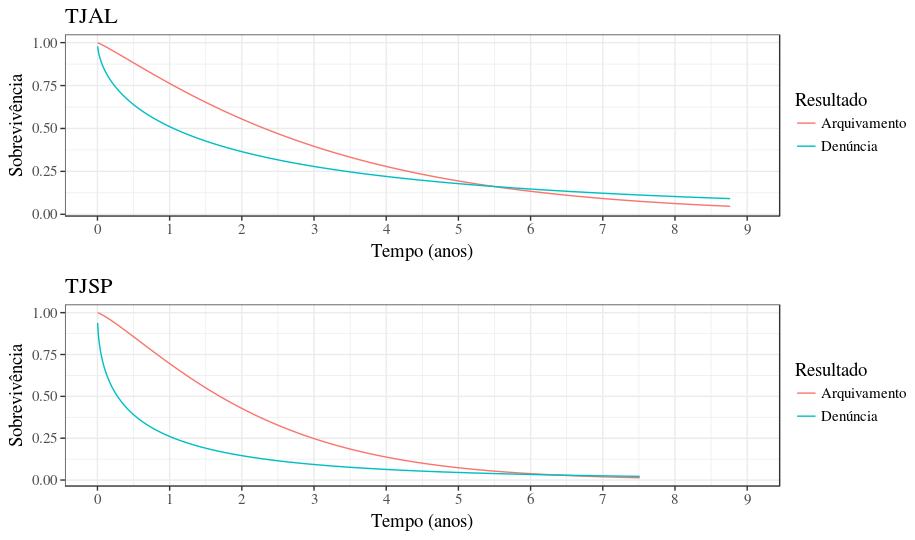 TJAL
Sobrevivência
1.00
0.75
0.50
0.25
0.00
0 1 2 3 4 5 6 7 8 9
Tempo (anos)
Resultado
Arquivamento
Denúncia
TJSP
Sobrevivência
1.00
0.75
0.50
0.25
0.00
0 1 2 3 4 5 6 7 8 9
Tempo (anos)
Resultado
Arquivamento
Denúncia